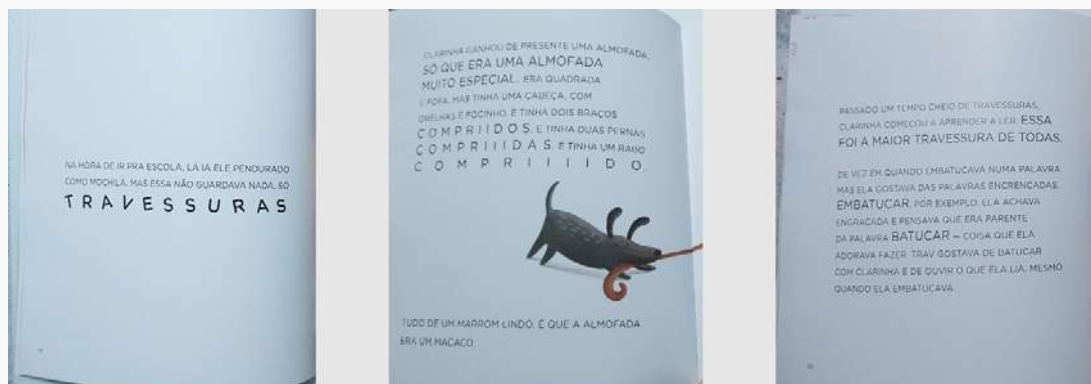 NA HORA DE IR PRA ESCOLA, LÁ IA ELE PENDURADO
COMO MOCHILA. MAS ESSA NÃO GUARDAVA NADA, SÓ
TRAVESSURAS
CLARINHA GANHOU DE PRESENTE UMA ALMOFADA,
SÓ QUE ERA UMA ALMOFADA
MUITO ESPECIAL. ERA QUADRADA
E FOFA, MAS TINHA UMA CABEÇA, COM
ORELHAS E FOCINHO. E TINHA DOIS BRAÇOS
COMPRIIDOS. E TINHA DUAS PERNAS
COMPRIIIDAS. E TINHA UM RABO
COMPRIIIIIDO.
TUDO DE UM MARROM LINDO. É QUE A ALMOFADA
ERA UM MACACO.
PASSADO UM TEMPO CHEIO DE TRAVESSURAS,
CLARINHA COMEÇOU A APRENDER A LER. ESSA
FOI A MAIOR TRAVESSURA DE TODAS.
DE VEZ EM QUANDO EMBATUCAVA NUMA PALAVRA.
MAS ELA GOSTAVA DAS PALAVRAS ENCRENCADAS.
EMBATUCAR, POR EXEMPLO. ELA ACHAVA
ENGRAÇADA E PENSAVA QUE ERA PARENTE
DA PALAVRA BATUCAR – COISA QUE ELA
ADORAVA FAZER. TRAV GOSTAVA DE BATUCAR
COM CLARINHA E DE OUVIR O QUE ELA LIA, MESMO
QUANDO ELA EMBATUCAVA.